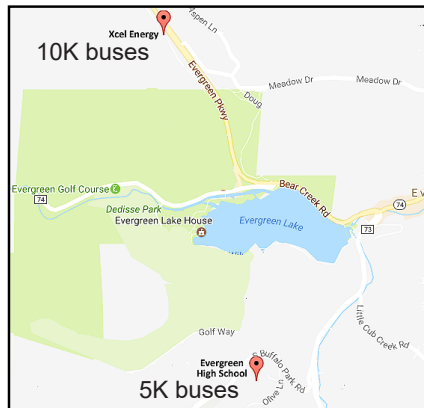 Aspen Ln
Xcel Energy
10K buses
Meadow Dr
Meadow Dr
Doug
Evergreen Pkwy
Evergreen Golf Course
Bear Creek Rd
74
Dedisse Park
Ev
74
Evergreen Lake House
Evergreen Lake
73
Little Cub Creek Rd
Golf Way
Evergreen
High School
S Buffalo Park Rd
5K buses
Olive Ln